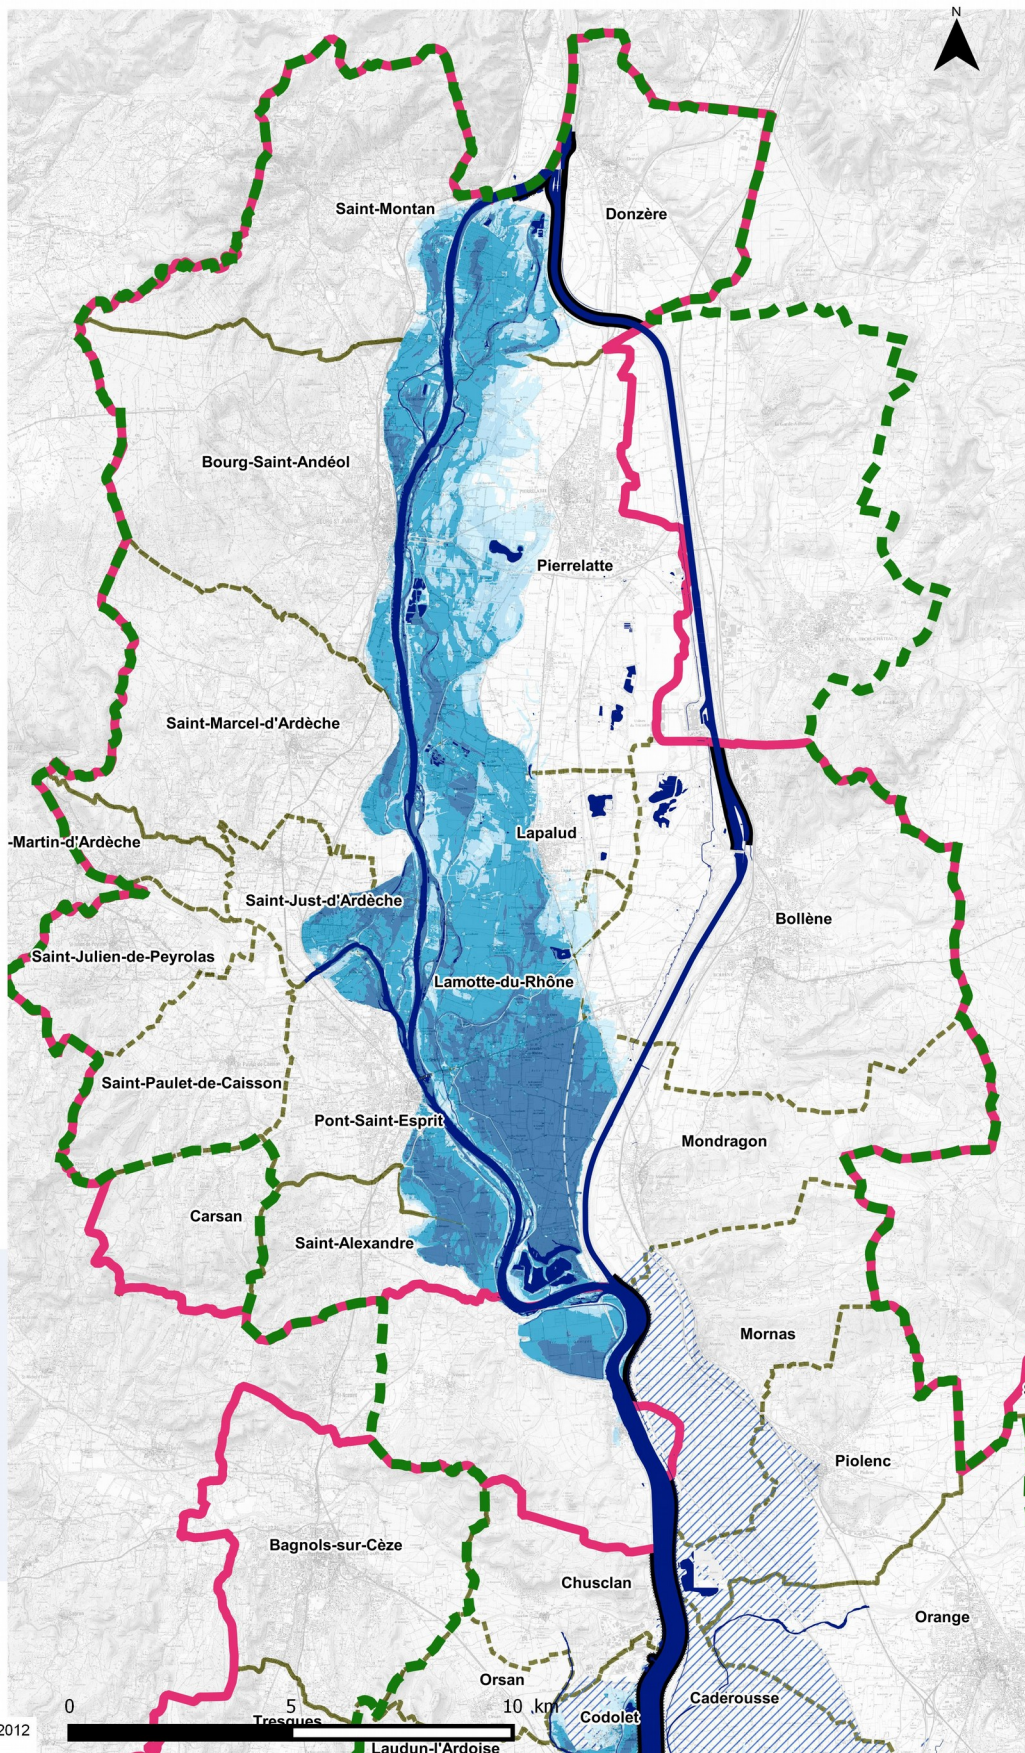 N
Saint-Montan
Donzère
Bourg-Saint-Andéol
Pierrelatte
Saint-Marcel-d'Ardèche
Lapalud
-Martin-d'Ardèche
Saint-Just-d'Ardèche
Bollène
Saint-Julien-de-Peyrolas
Lamotte-du-Rhône
Saint-Paulet-de-Caisson
Pont-Saint-Esprit
Mondragon
Carsan
Saint-Alexandre
Mornas
Piolenc
Bagnols-sur-Cèze
Chusclan
Orange
Orsan
Caderousse
Codolet
0 5 10 km
Tresques
2012
Laudun-l'Ardoise